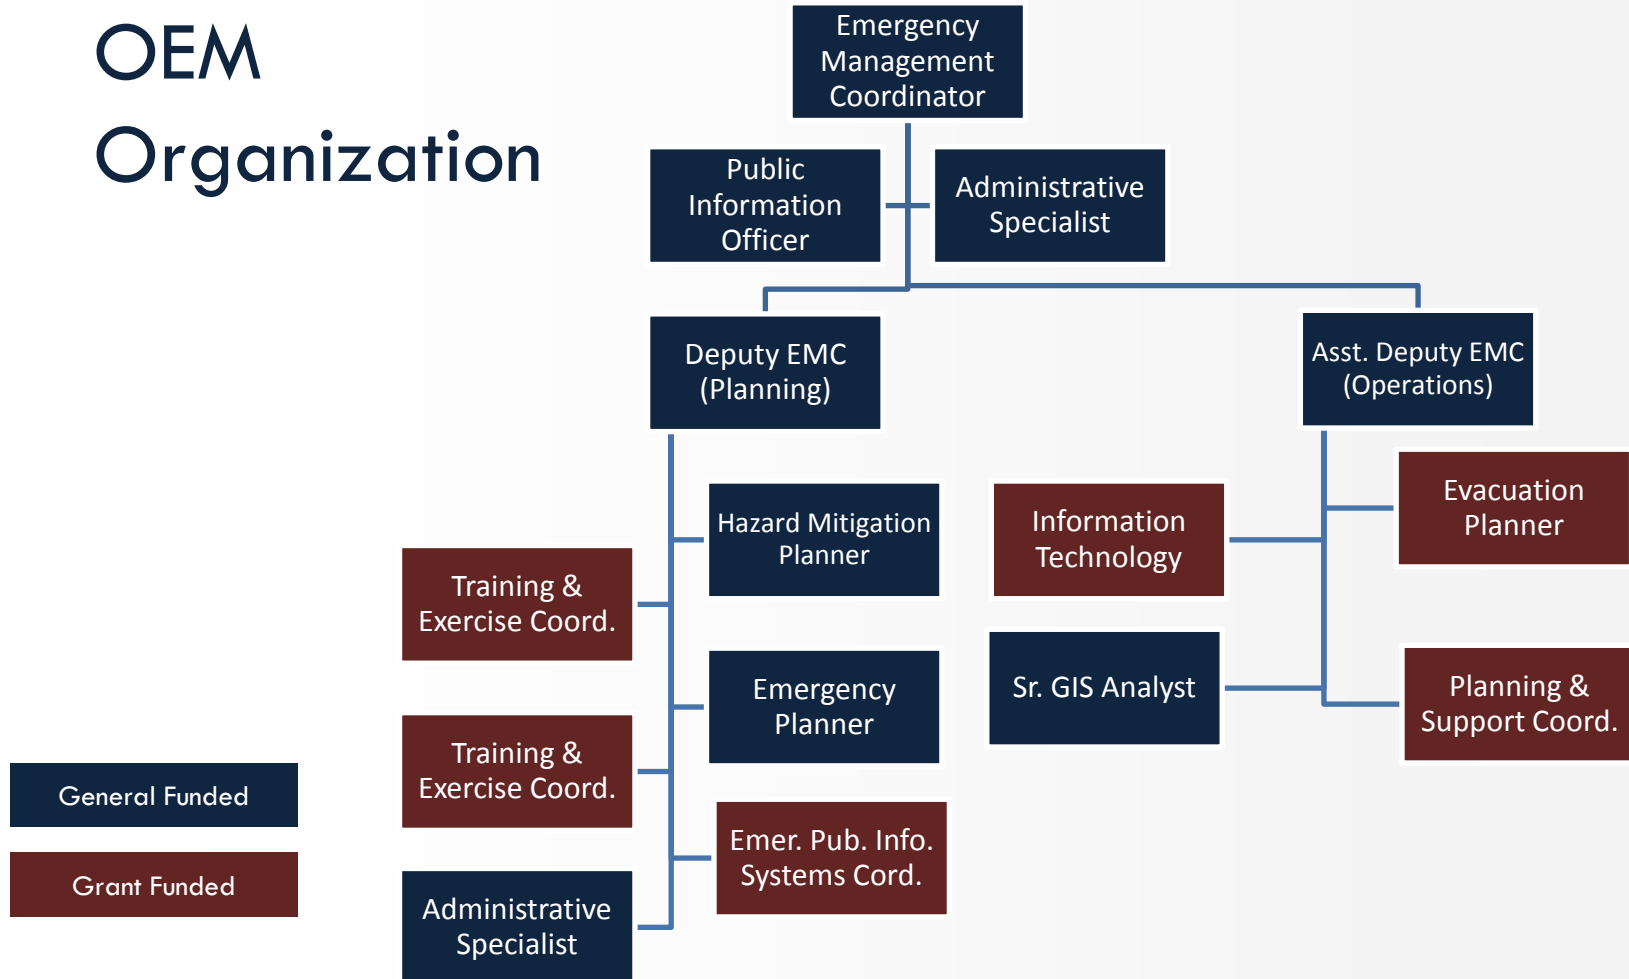 OEM
Organization
Emergency
Management
Coordinator
Public
Information
Officer
Administrative
Specialist
Deputy EMC
(Planning)
Asst. Deputy EMC
(Operations)
Hazard Mitigation
Planner
Training &
Exercise Coord.
Emergency
Planner
Training &
Exercise Coord.
Emer. Pub. Info.
Systems Cord.
Administrative
Specialist
Information
Technology
Evacuation
Planner
Sr. GIS Analyst
Planning &
Support Coord.
General Funded
Grant Funded